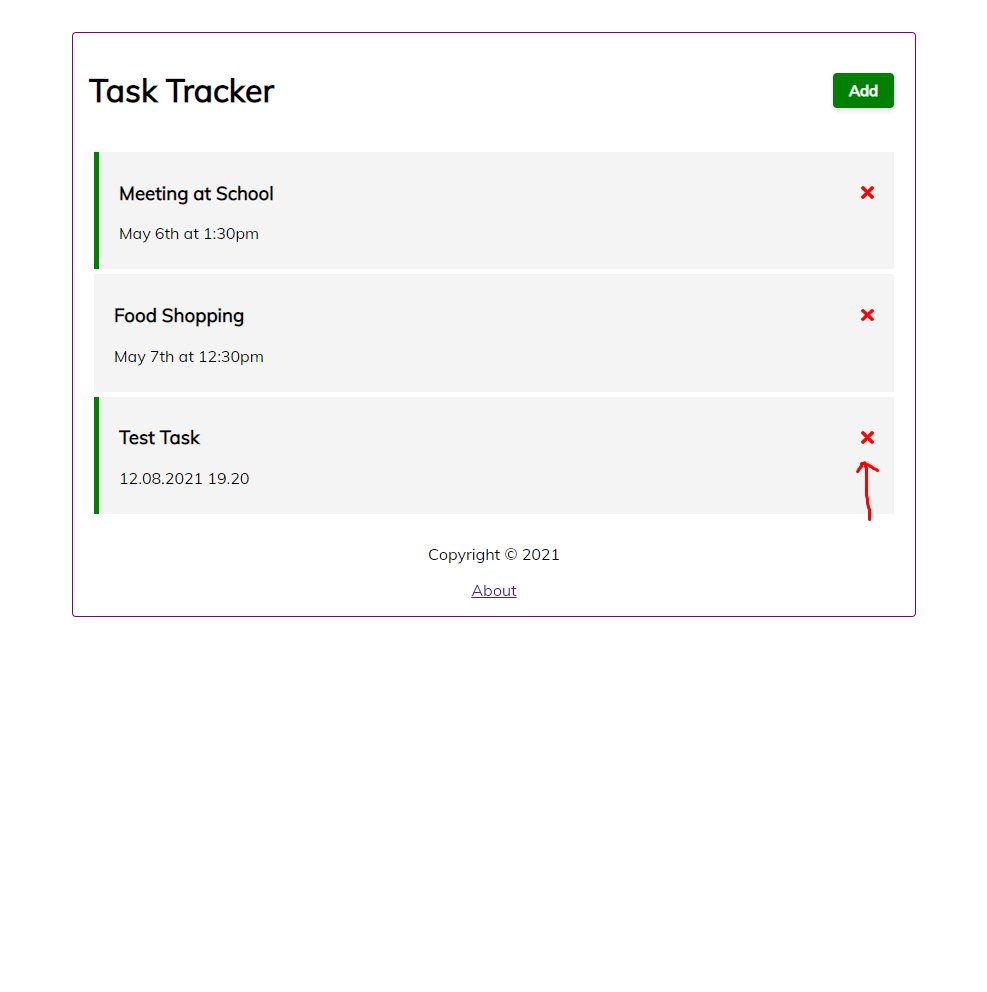 Task Tracker
Add
Meeting at School
May 6th at 1:30pm
Food Shopping
May 7th at 12:30pm
Test Task
12.08.2021 19.20
Copyright © 2021
About